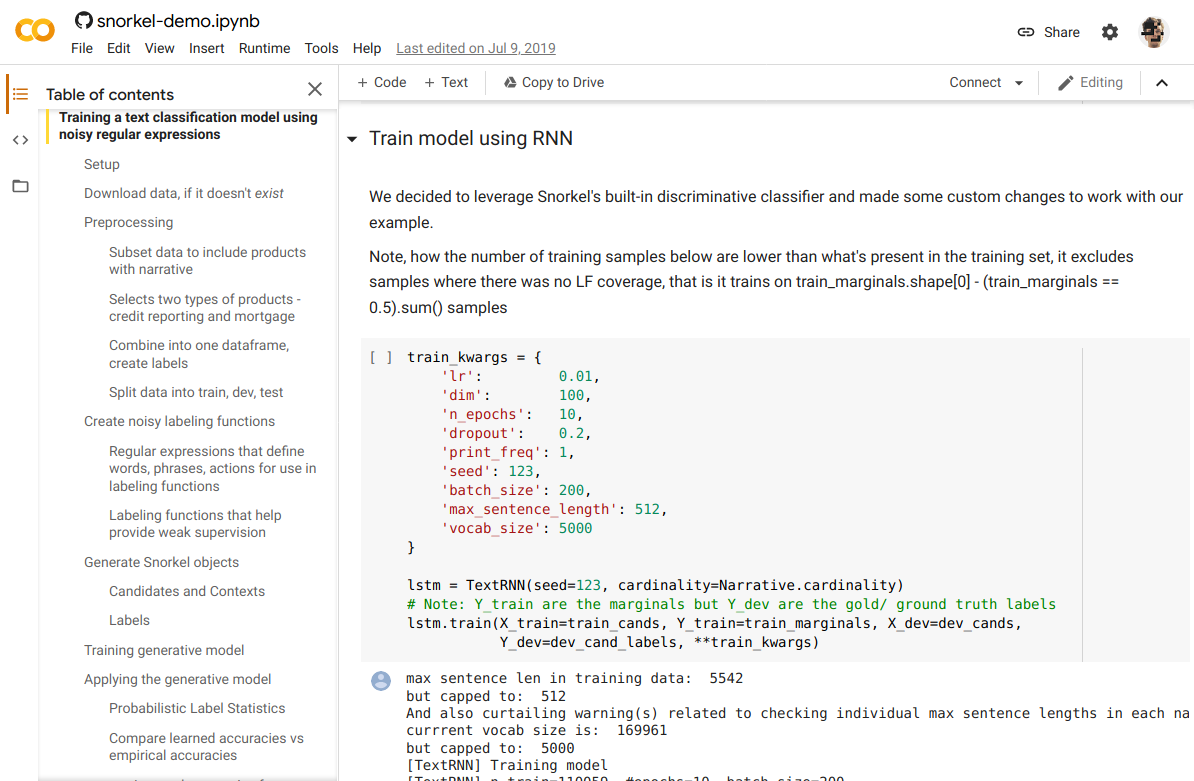 snorkel-demo.ipynb
File Edit View Insert Runtime Tools Help Last edited on Jul 9, 2019
Share
Table of contents
+ Code + Text Copy to Drive
Connect Editing
Training a text classification model using
noisy regular expressions
Setup
Download data, if it doesn't exist
Preprocessing
Subset data to include products
with narrative
Selects two types of products -
credit reporting and mortgage
Combine into one dataframe,
create labels
Split data into train, dev, test
Create noisy labeling functions
Regular expressions that define
words, phrases, actions for use in
labeling functions
Labeling functions that help
provide weak supervision
Generate Snorkel objects
Candidates and Contexts
Labels
Training generative model
Applying the generative model
Probabilistic Label Statistics
Compare learned accuracies vs
empirical accuracies
Train model using RNN
We decided to leverage Snorkel's built-in discriminative classifier and made some custom changes to work with our
example.
Note, how the number of training samples below are lower than what's present in the training set, it excludes
samples where there was no LF coverage, that is it trains on train_marginals.shape[0] - (train_marginals ==
0.5).sum() samples
[ ] train_kwargs = {
'lr': 0.01,
'dim': 100,
'n_epochs': 10,
'dropout': 0.2,
'print_freq': 1,
'seed': 123,
'batch_size': 200,
'max_sentence_length': 512,
'vocab_size': 5000
}
lstm = TextRNN(seed=123, cardinality=Narrative.cardinality)
# Note: Y_train are the marginals but Y_dev are the gold/ ground truth labels
lstm.train(X_train=train_cands, Y_train=train_marginals, X_dev=dev_cands,
Y_dev=dev_cand_labels, **train_kwargs)
max sentence len in training data: 5542
but capped to: 512
And also curtailing warning(s) related to checking individual max sentence lengths in each na
currrent vocab size is: 169961
but capped to: 5000
[TextRNN] Training model